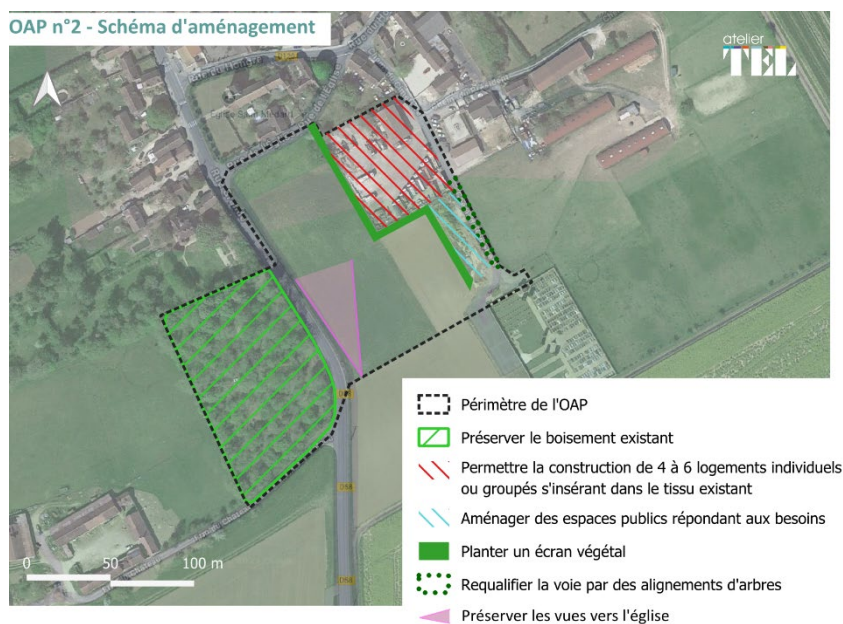 OAP n°2 - Schéma d'aménagement
atelier
TEL
Périmètre de l'OAP
Préserver le boisement existant
Permettre la construction de 4 à 6 logements individuels
ou groupés s'insérant dans le tissu existant
Aménager des espaces publics répondant aux besoins
Planter un écran végétal
Requalifier la voie par des alignements d'arbres
Préserver les vues vers l'église
0 50 100 m
D58
D58